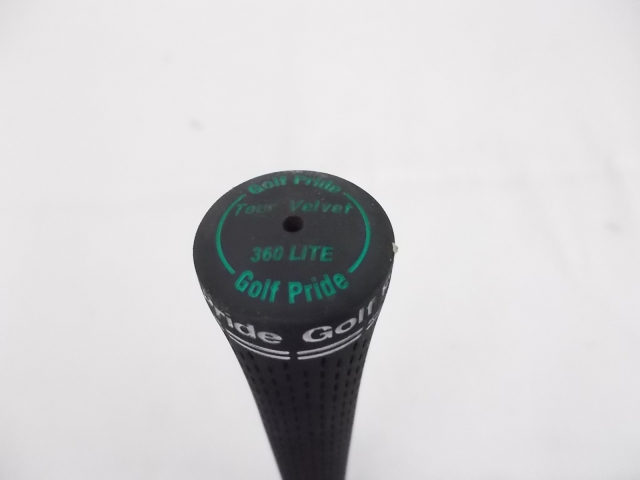 Golf Pride
Tour Velvet
360 LITE
Golf Pride
Pride Golf